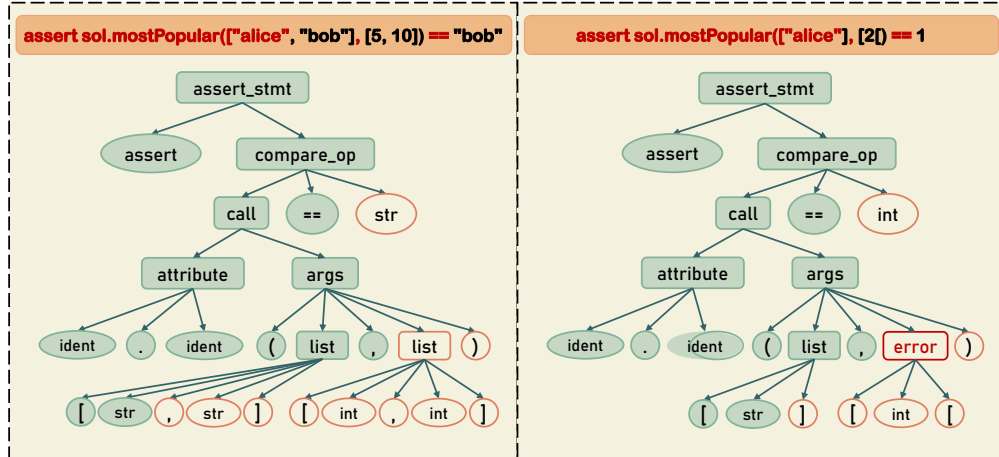 assert sol.mostPopular(["alice", "bob"], [5, 10]) == "bob"
assert_stmt
assert compare_op
call == str
attribute args
ident . ident ( list , list )
[ str , str ] [ int , int ]
assert sol.mostPopular(["alice"], [2[) == 1
assert_stmt
assert compare_op
call == int
attribute args
ident . ident ( list , error )
[ str ] [ int [